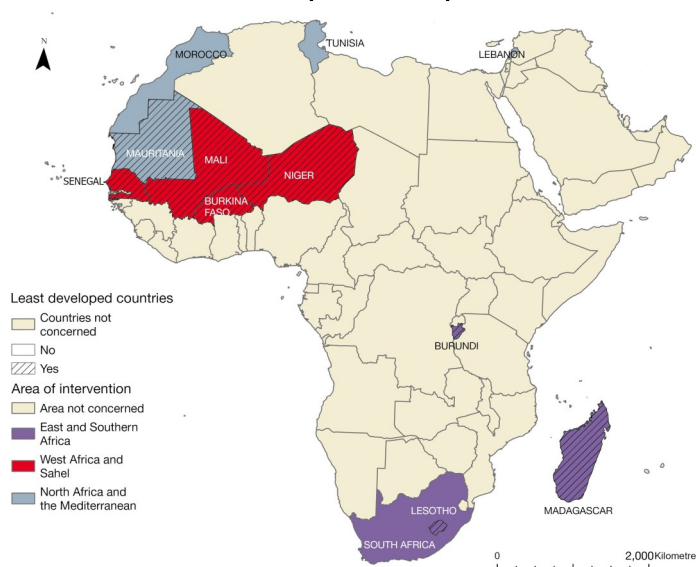 N
MOROCCO
TUNISIA
LEBANON
MAURITANIA
MALI
NIGER
SENEGAL
BURKINA
FASO
BURUNDI
MADAGASCAR
LESOTHO
SOUTH AFRICA
Least developed countries
Countries not
concerned
No
Yes
Area of intervention
Area not concerned
East and Southern
Africa
West Africa and
Sahel
North Africa and
the Mediterranean
0
2,000 Kilometre